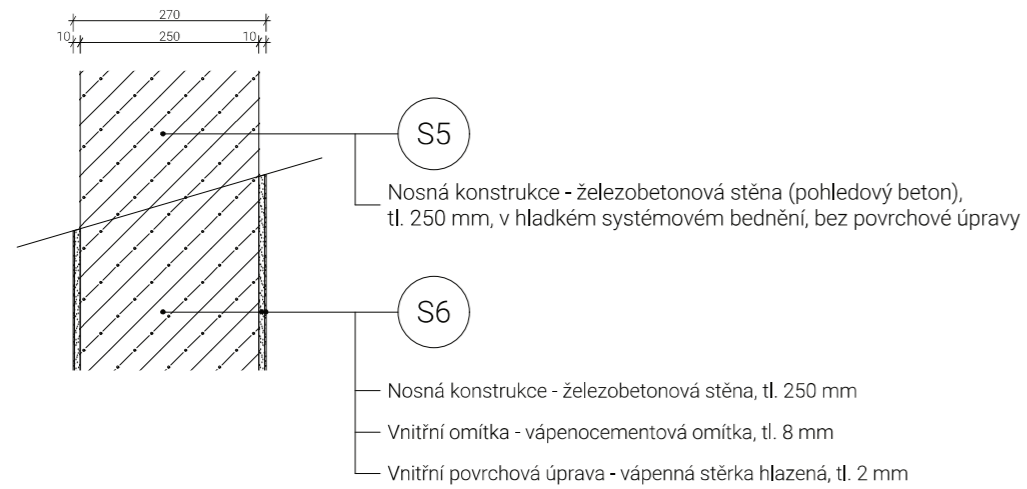 270
10
250
10
S5
Nosná konstrukce - železobetonová stěna (pohledový beton),
tl. 250 mm, v hladkém systémovém bednění, bez povrchové úpravy
S6
Nosná konstrukce - železobetonová stěna, tl. 250 mm
Vnitřní omítka - vápenocementová omítka, tl. 8 mm
Vnitřní povrchová úprava - vápenná stěrka hlazená, tl. 2 mm